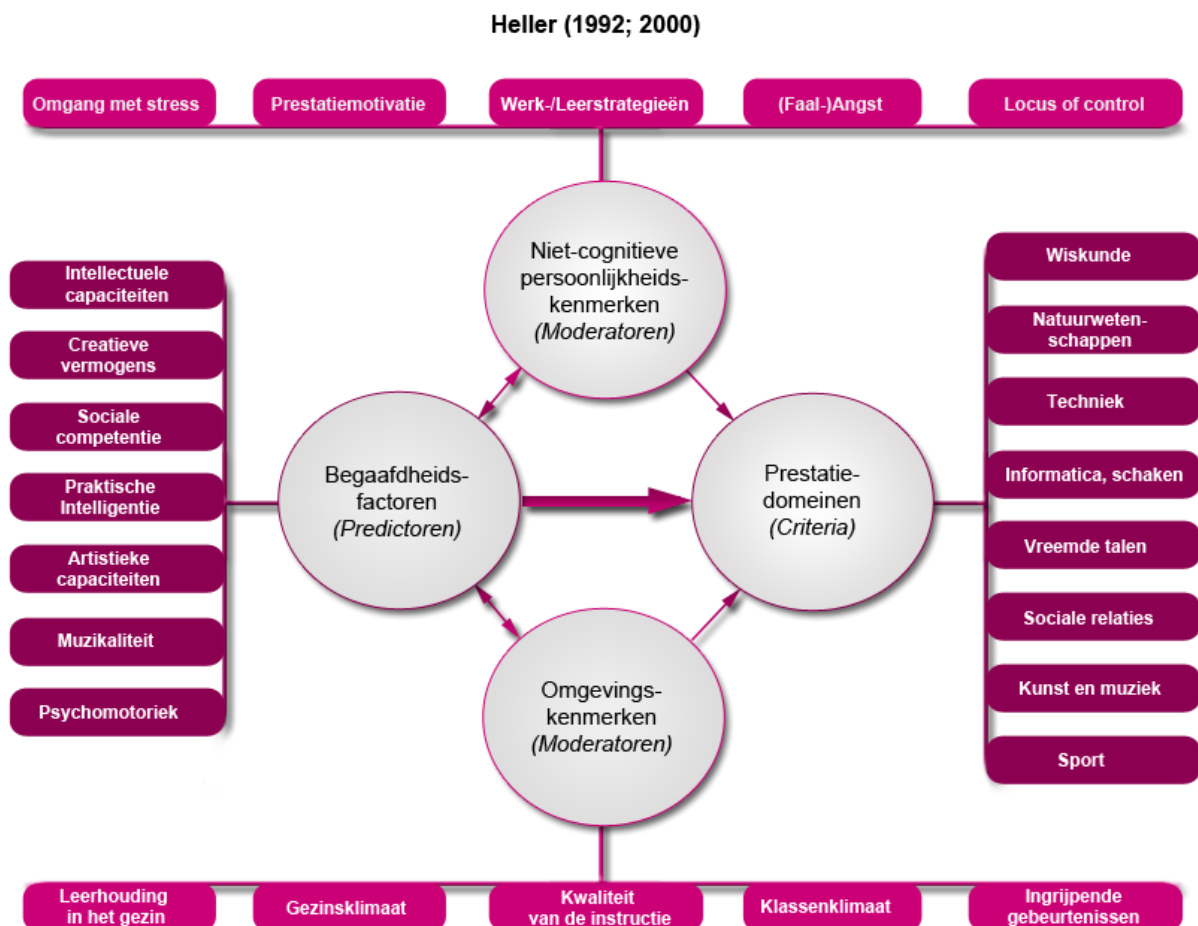 Heller (1992; 2000)
Omgang met stress
Prestatiemotivatie
Werk-/Leerstrategieën
(Faal-)Angst
Locus of control
Niet-cognitieve
persoonlijkheids-
kenmerken
(Moderatoren)
Intellectuele
capaciteiten
Creatieve
vermogens
Sociale
competentie
Praktische
Intelligentie
Artistieke
capaciteiten
Muzikaliteit
Psychomotoriek
Begaafdheids-
factoren
(Predictoren)
Prestatie-
domeinen
(Criteria)
Wiskunde
Natuurweten-
schappen
Techniek
Informatica, schaken
Vreemde talen
Sociale relaties
Kunst en muziek
Sport
Omgevings-
kenmerken
(Moderatoren)
Leerhouding
in het gezin
Gezinsklimaat
Kwaliteit
van de instructie
Klassenklimaat
Ingrijpende
gebeurtenissen